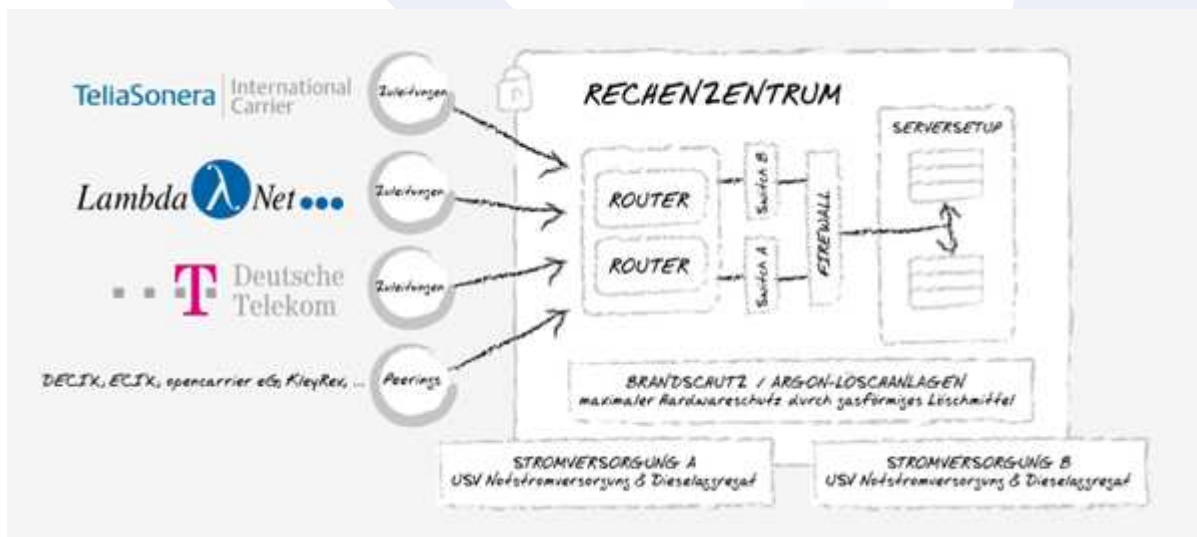 TeliaSonera International Carrier
Zuleitungen
Lambda λ Net
Zuleitungen
T Deutsche Telekom
Zuleitungen
DECIX, ECIX, opencarrier eG, KleyRex, ...
Peerings
RECHENZENTRUM
ROUTER
ROUTER
Switch B
Switch A
FIREWALL
SERVERSETUP
BRANDSCHUTZ / ARGON-LÖSCHANLAGEN
maximaler Hardwareschutz durch gasförmiges Löschmittel
STROMVERSORGUNG A
USV Notstromversorgung & Dieselaggregat
STROMVERSORGUNG B
USV Notstromversorgung & Dieselaggregat